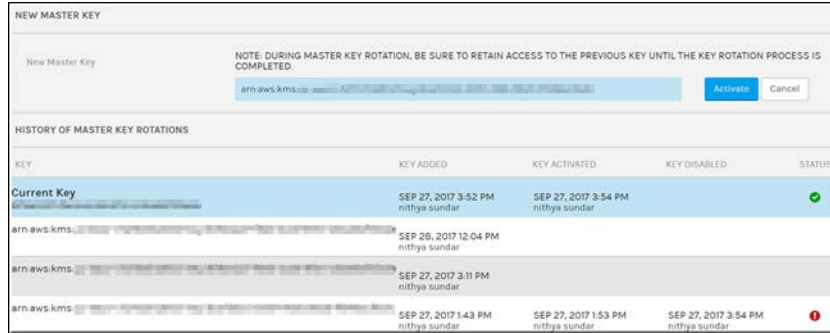 NEW MASTER KEY
New Master Key
NOTE: DURING MASTER KEY ROTATION, BE SURE TO RETAIN ACCESS TO THE PREVIOUS KEY UNTIL THE KEY ROTATION PROCESS IS
COMPLETED.
arn:aws:kms:
Activate
Cancel
HISTORY OF MASTER KEY ROTATIONS
KEY KEY ADDED KEY ACTIVATED KEY DISABLED STATUS
Current Key
SEP 27, 2017 3:52 PM SEP 27, 2017 3:54 PM
nithya sundar nithya sundar
arn:aws:kms:
SEP 28, 2017 12:04 PM
nithya sundar
arn:aws:kms:
SEP 27, 2017 3:11 PM
nithya sundar
arn:aws:kms:
SEP 27, 2017 1:43 PM SEP 27, 2017 1:53 PM SEP 27, 2017 3:54 PM
nithya sundar nithya sundar nithya sundar